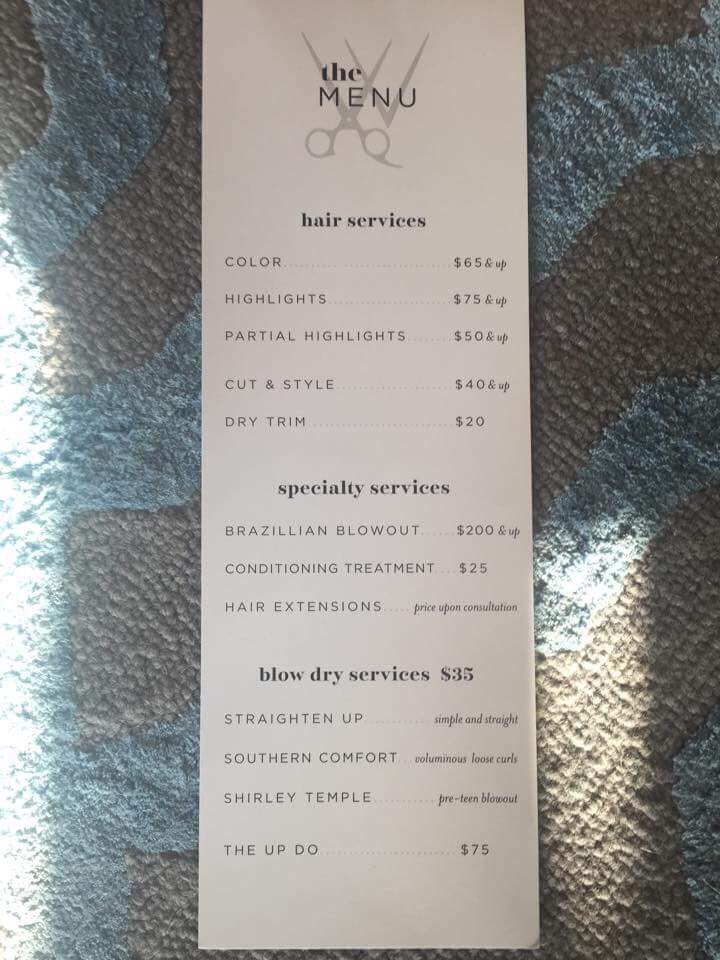 the
MENU
hair services
COLOR $65 & up
HIGHLIGHTS $75 & up
PARTIAL HIGHLIGHTS $50 & up
CUT & STYLE $40 & up
DRY TRIM $20
specialty services
BRAZILLIAN BLOWOUT $200 & up
CONDITIONING TREATMENT $25
HAIR EXTENSIONS price upon consultation
blow dry services $35
STRAIGHTEN UP simple and straight
SOUTHERN COMFORT voluminous loose curls
SHIRLEY TEMPLE pre-teen blowout
THE UP DO $75